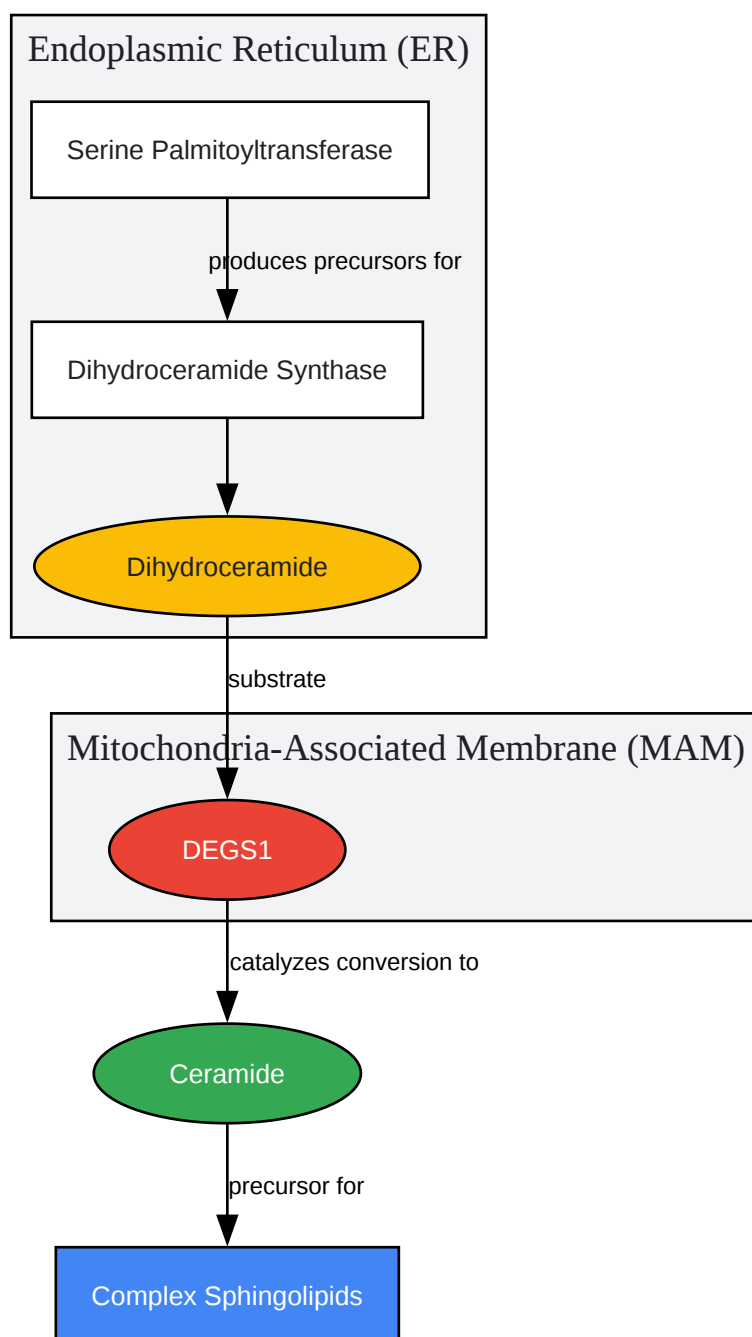 Endoplasmic Reticulum (ER)
Serine Palmitoyltransferase
produces precursors for
Dihydroceramide Synthase
Dihydroceramide
substrate
Mitochondria-Associated Membrane (MAM)
DEGS1
catalyzes conversion to
Ceramide
precursor for
Complex Sphingolipids